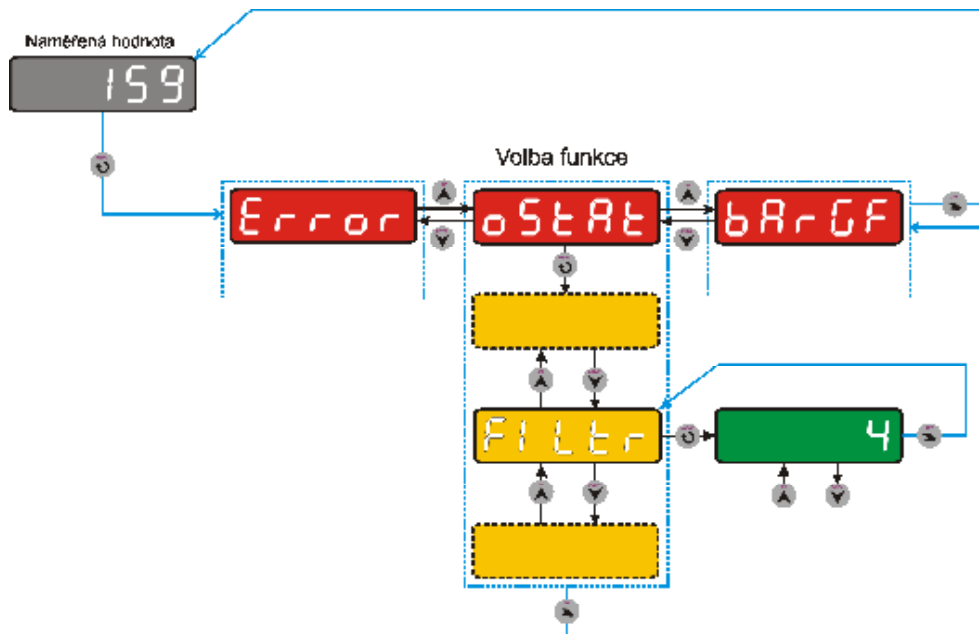 Naměřená hodnota
159
Volba funkce
Error
oStAt
bArGF
FILtr
4